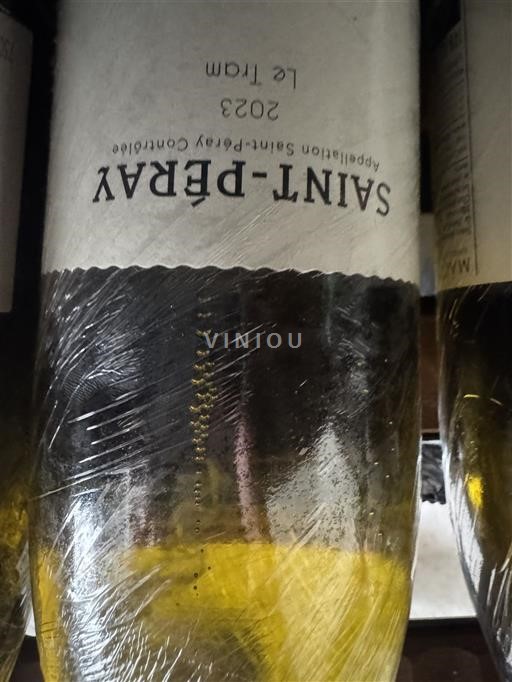 SAINT-PÉRAY
Appellation Saint-Péray Contrôlée
2023
Le Tram
VINIOU